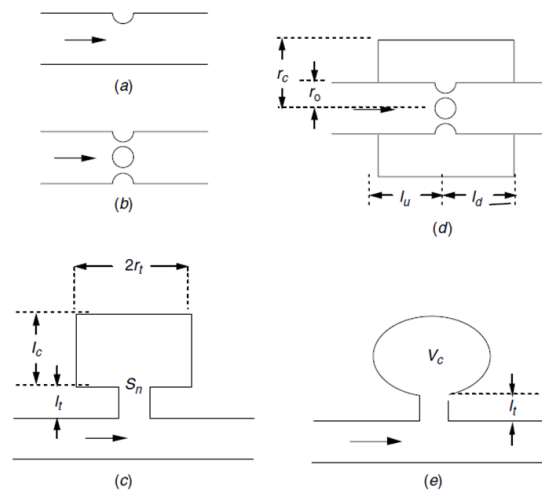 (a)
(b)
r_c
r_o
l_u
l_d
(d)
2r_t
l_c
S_n
l_t
(c)
V_c
l_t
(e)